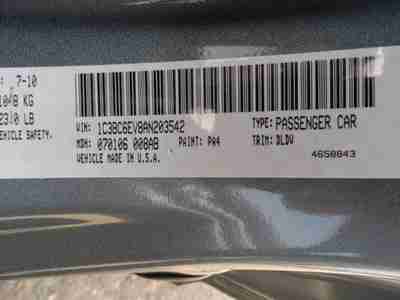 : 7-10
KG
LB
VEHICLE SAFETY.
VIN: 1C3BC6EV8AN203542 TYPE: PASSENGER CAR
MDH: 070106 008AB PAINT: PA4 TRIM: DLDV
VEHICLE MADE IN U.S.A. 4658843